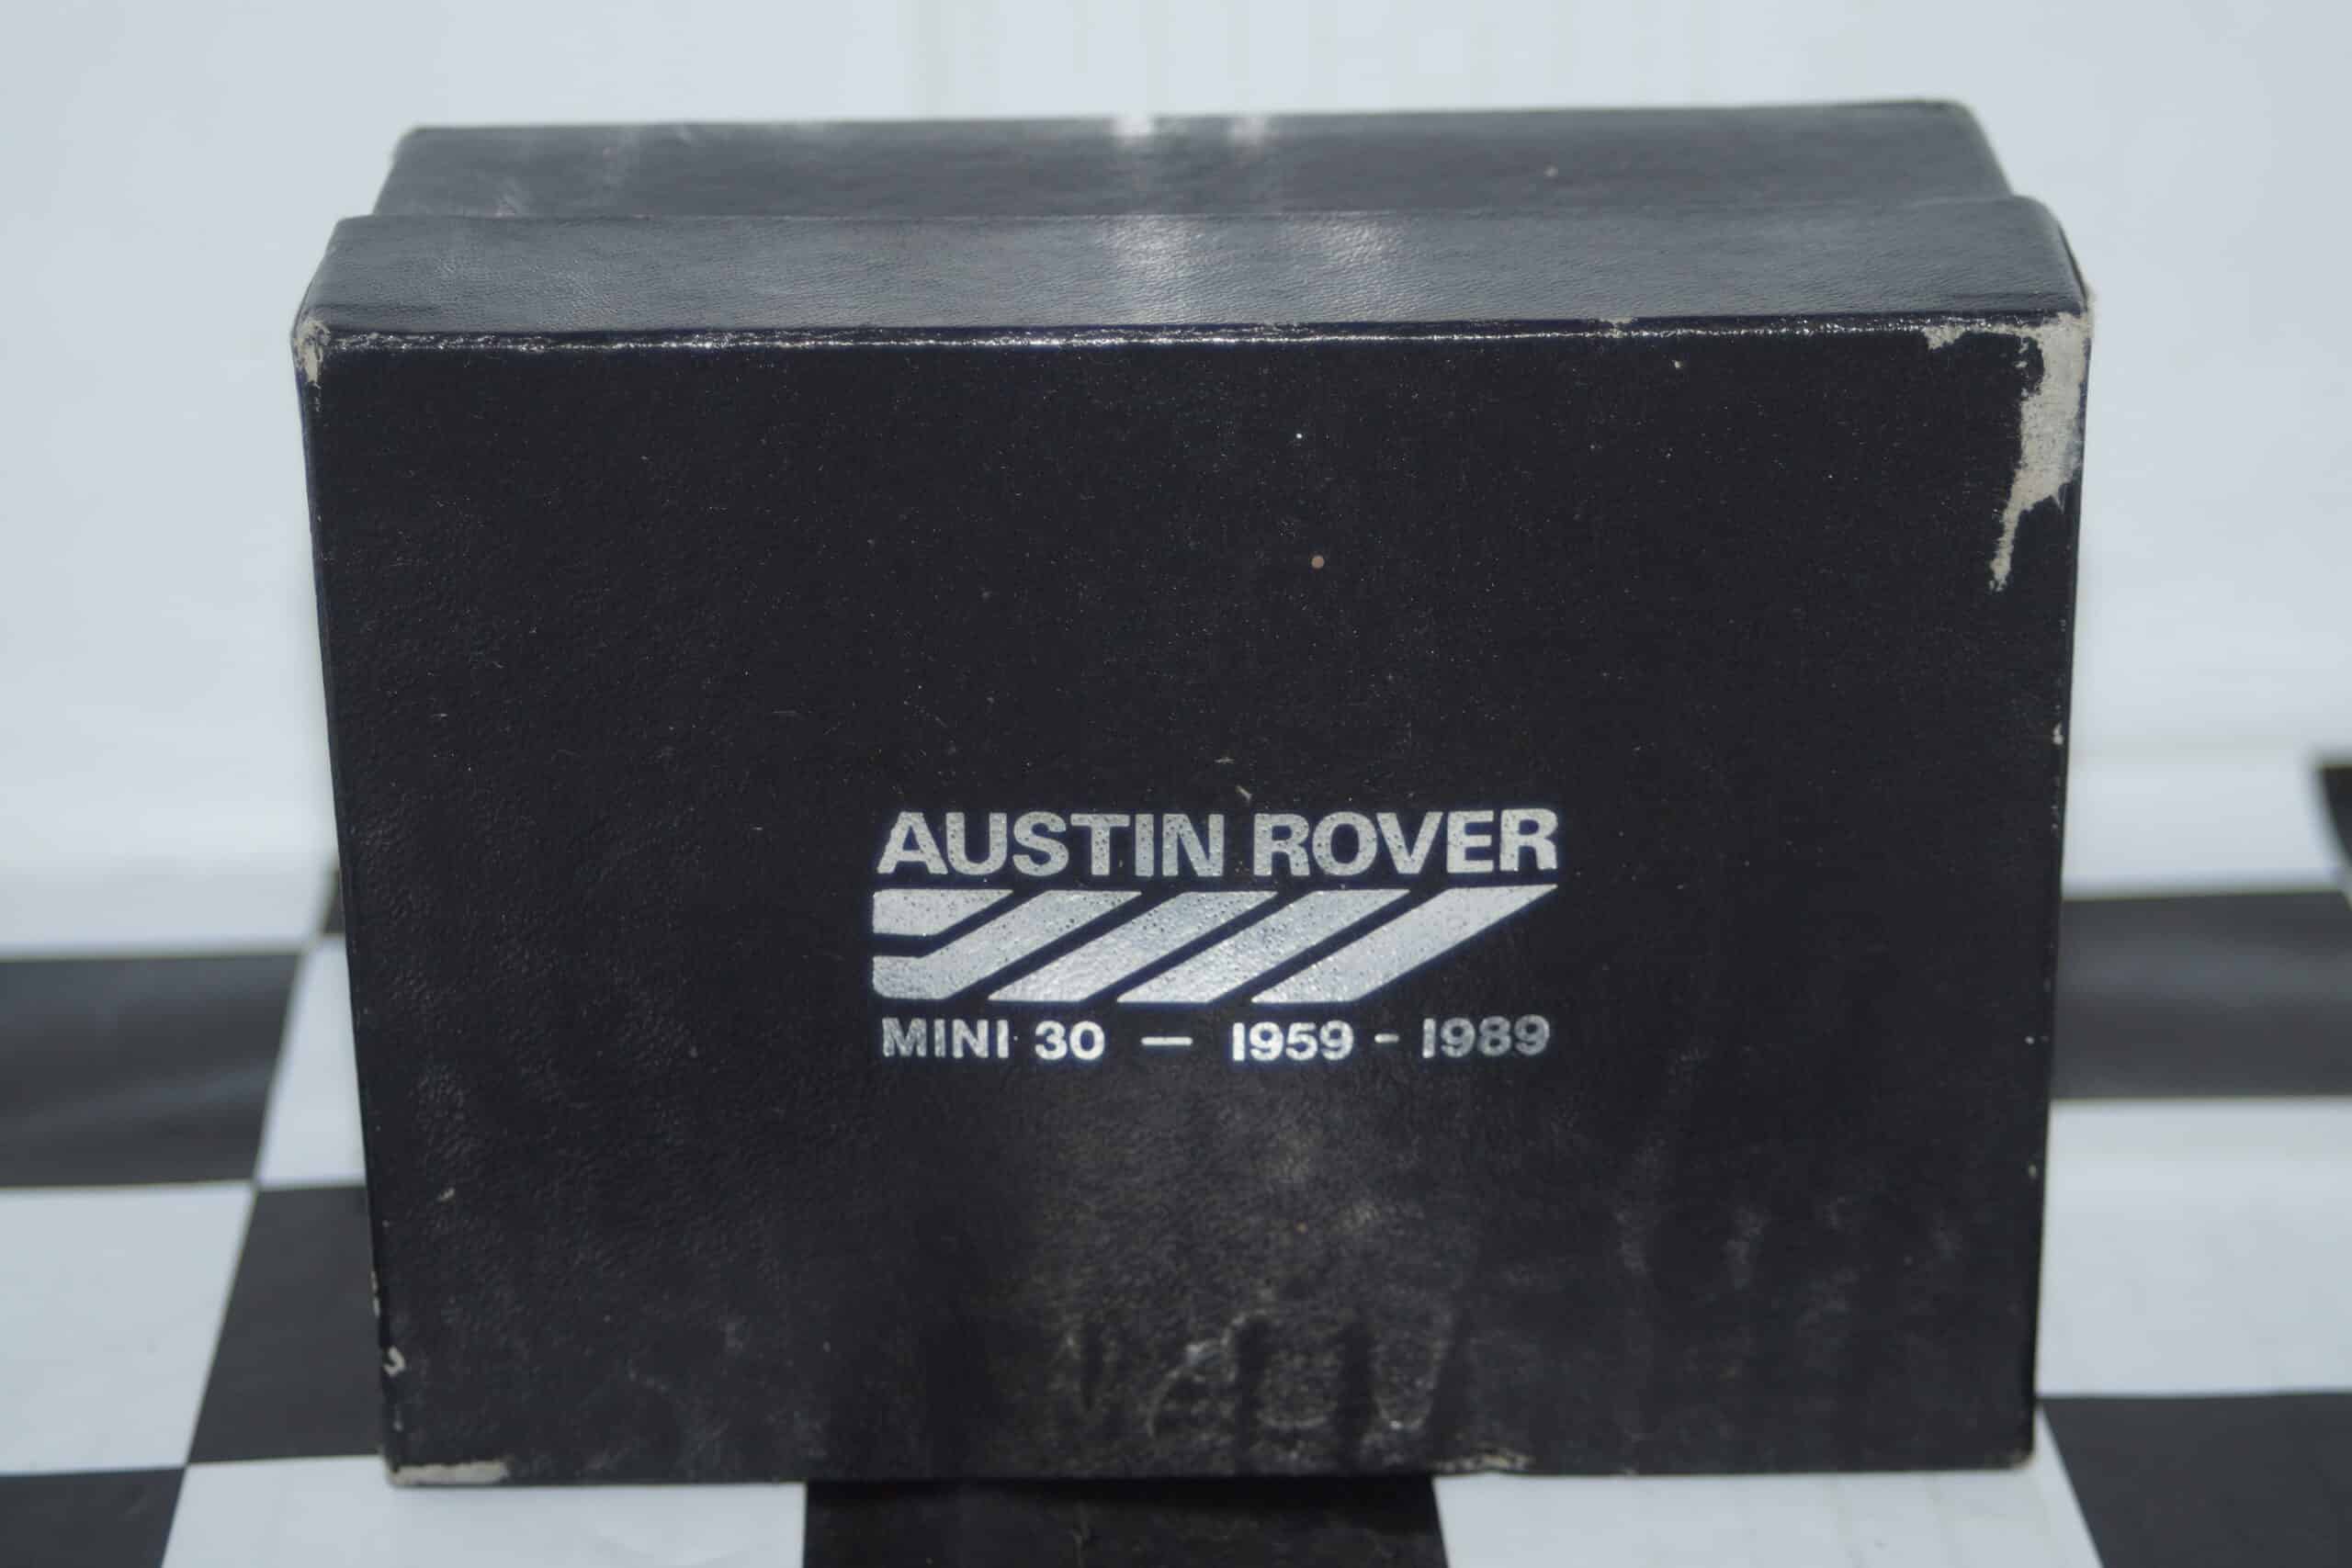 AUSTIN ROVER
MINI 30 — 1959 - 1989